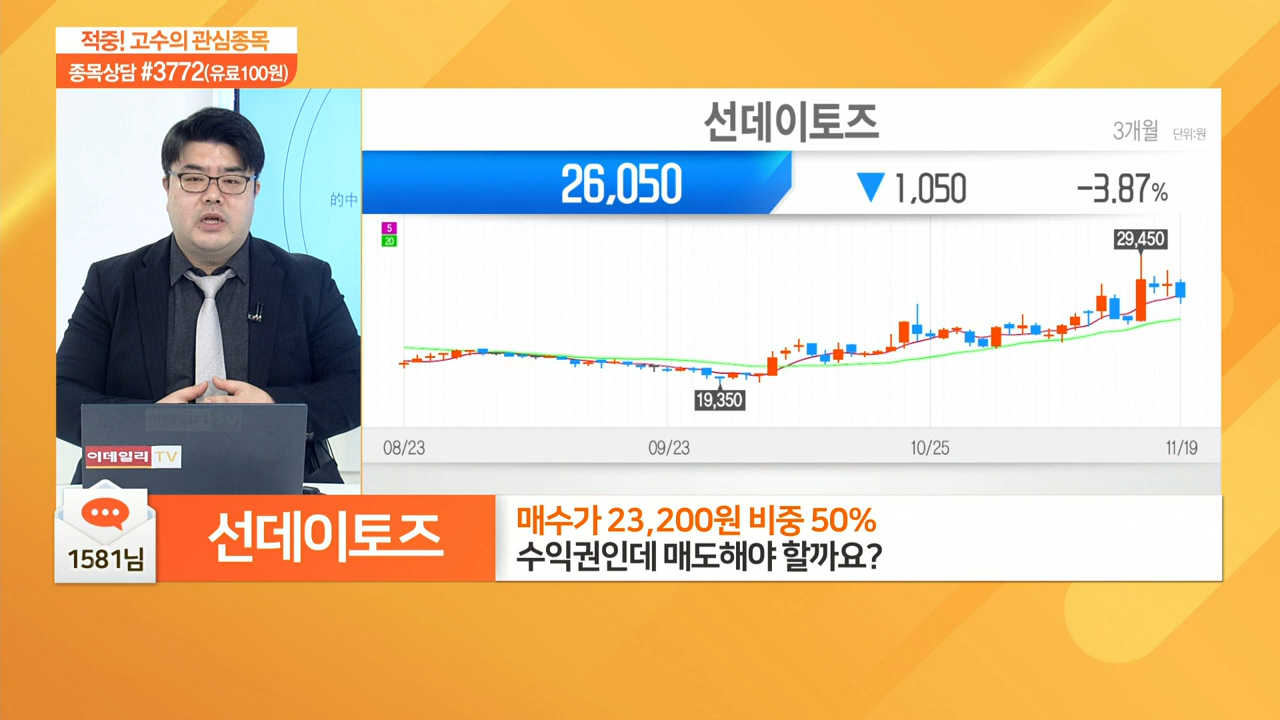 적중! 고수의 관심종목
종목상담 #3772(유료100원)
的中
선데이토즈
3개월 단위:원
26,050 ▼ 1,050 -3.87%
5
20
29,450
19,350
08/23 09/23 10/25 11/19
이데일리TV
1581님
선데이토즈
매수가 23,200원 비중 50%
수익권인데 매도해야 할까요?